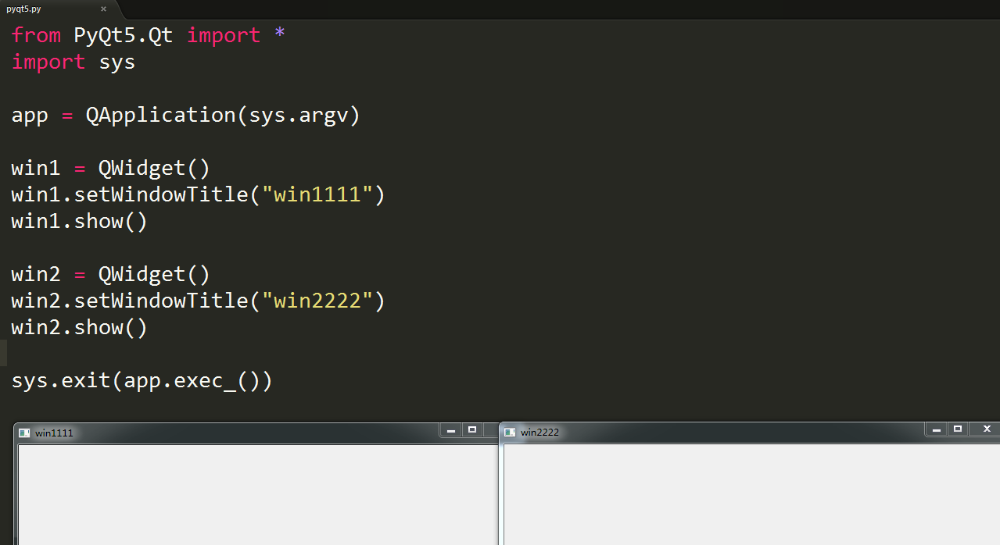 pyqt5.py
from PyQt5.Qt import *
import sys
app = QApplication(sys.argv)
win1 = QWidget()
win1.setWindowTitle("win1111")
win1.show()
win2 = QWidget()
win2.setWindowTitle("win2222")
win2.show()
sys.exit(app.exec_())
win1111
win2222